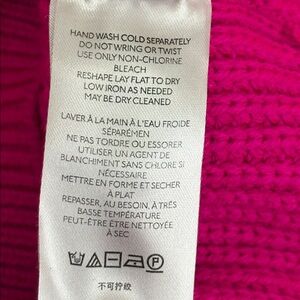 HAND WASH COLD SEPARATELY
DO NOT WRING OR TWIST
USE ONLY NON-CHLORINE
BLEACH
RESHAPE LAY FLAT TO DRY
LOW IRON AS NEEDED
MAY BE DRY CLEANED
LAVER À LA MAIN À L'EAU FROIDE
SÉPARÉMEN
NE PAS TORDRE OU ESSORER
UTILISER UN AGENT DE
BLANCHIMENT SANS CHLORE SI
NÉCESSAIRE
METTRE EN FORME ET SECHER
À PLAT
REPASSER, AU BESOIN, À TRÈS
BASSE TEMPÉRATURE
PEUT-ÊTRE ÊTRE NETTOYÉE
À SEC
不可拧绞